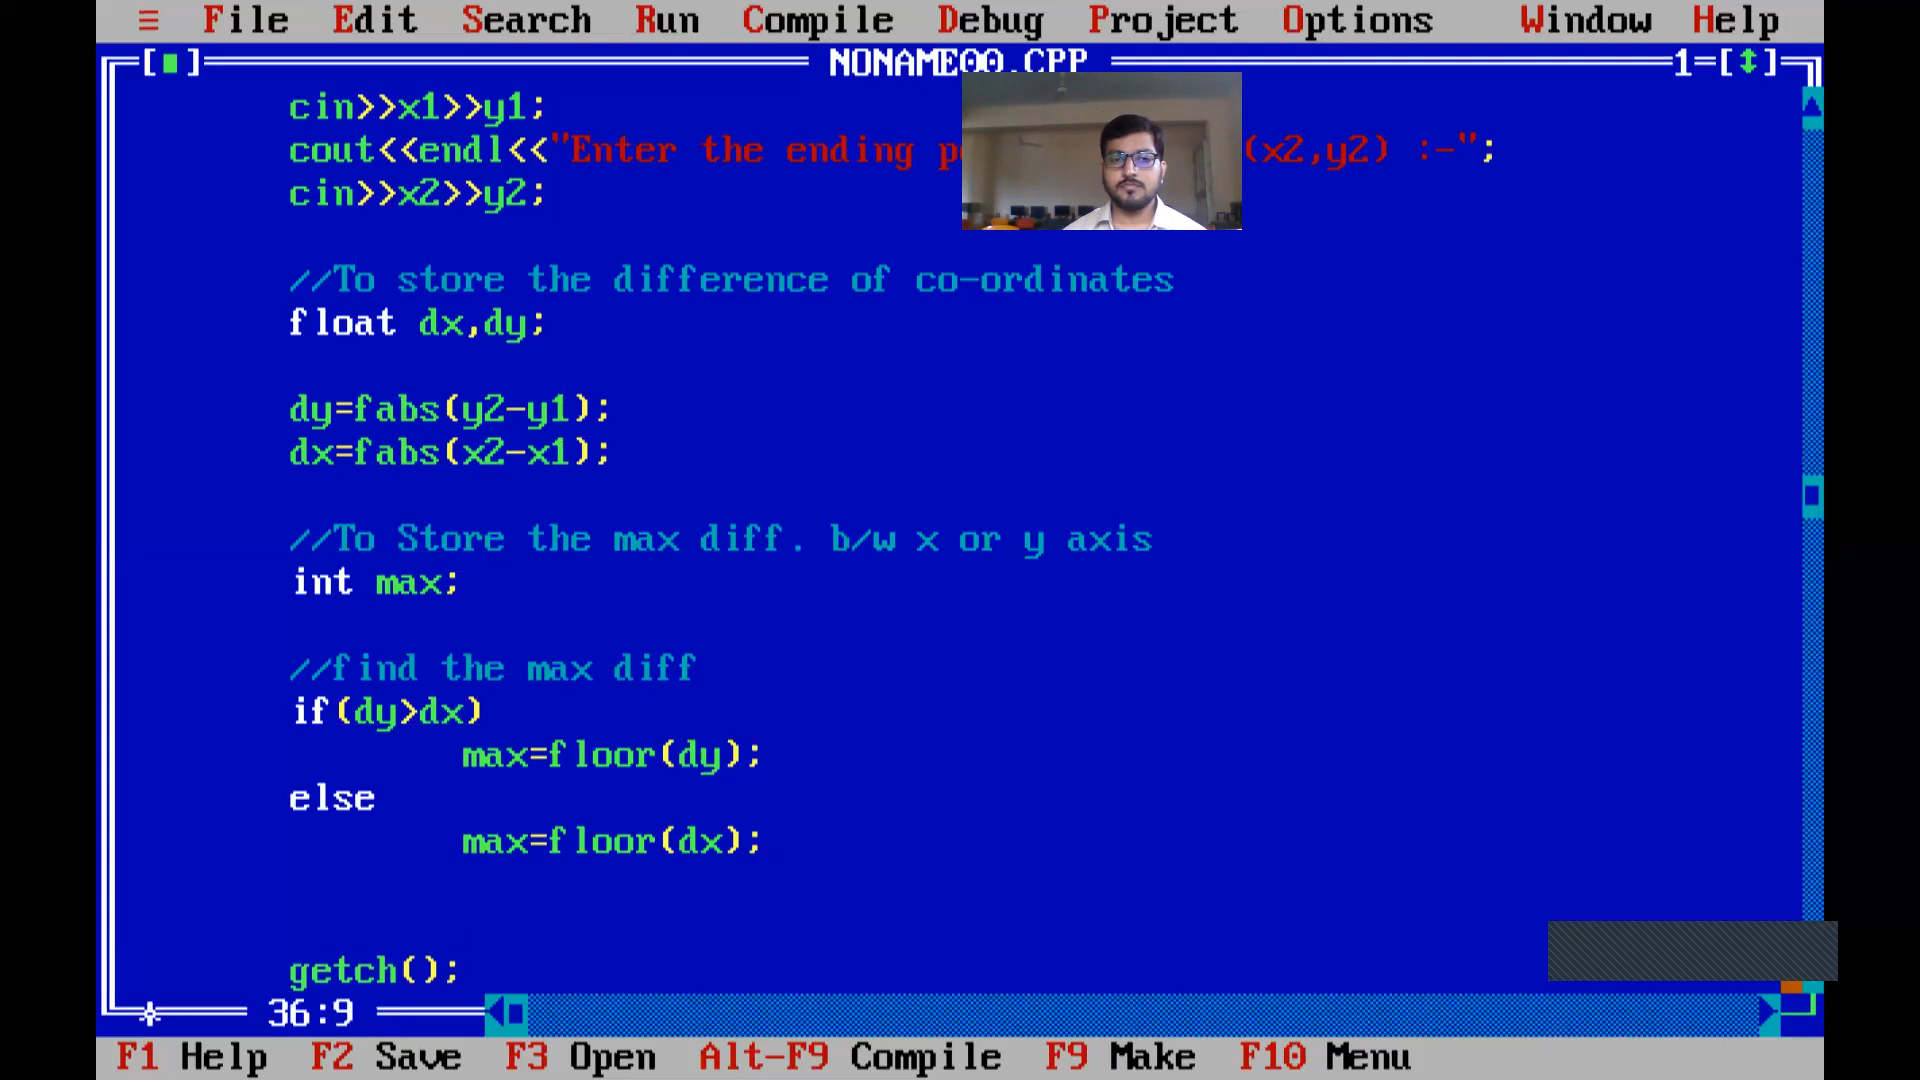 ≡ File Edit Search Run Compile Debug Project Options Window Help
[■] NONAME00.CPP 1=[↕]
cin>>x1>>y1;
cout<<endl<<"Enter the ending (x2,y2) :-";
cin>>x2>>y2;
//To store the difference of co-ordinates
float dx,dy;
dy=fabs(y2-y1);
dx=fabs(x2-x1);
//To Store the max diff. b/w x or y axis
int max;
//find the max diff
if(dy>dx)
max=floor(dy);
else
max=floor(dx);
getch();
36:9
F1 Help F2 Save F3 Open Alt-F9 Compile F9 Make F10 Menu